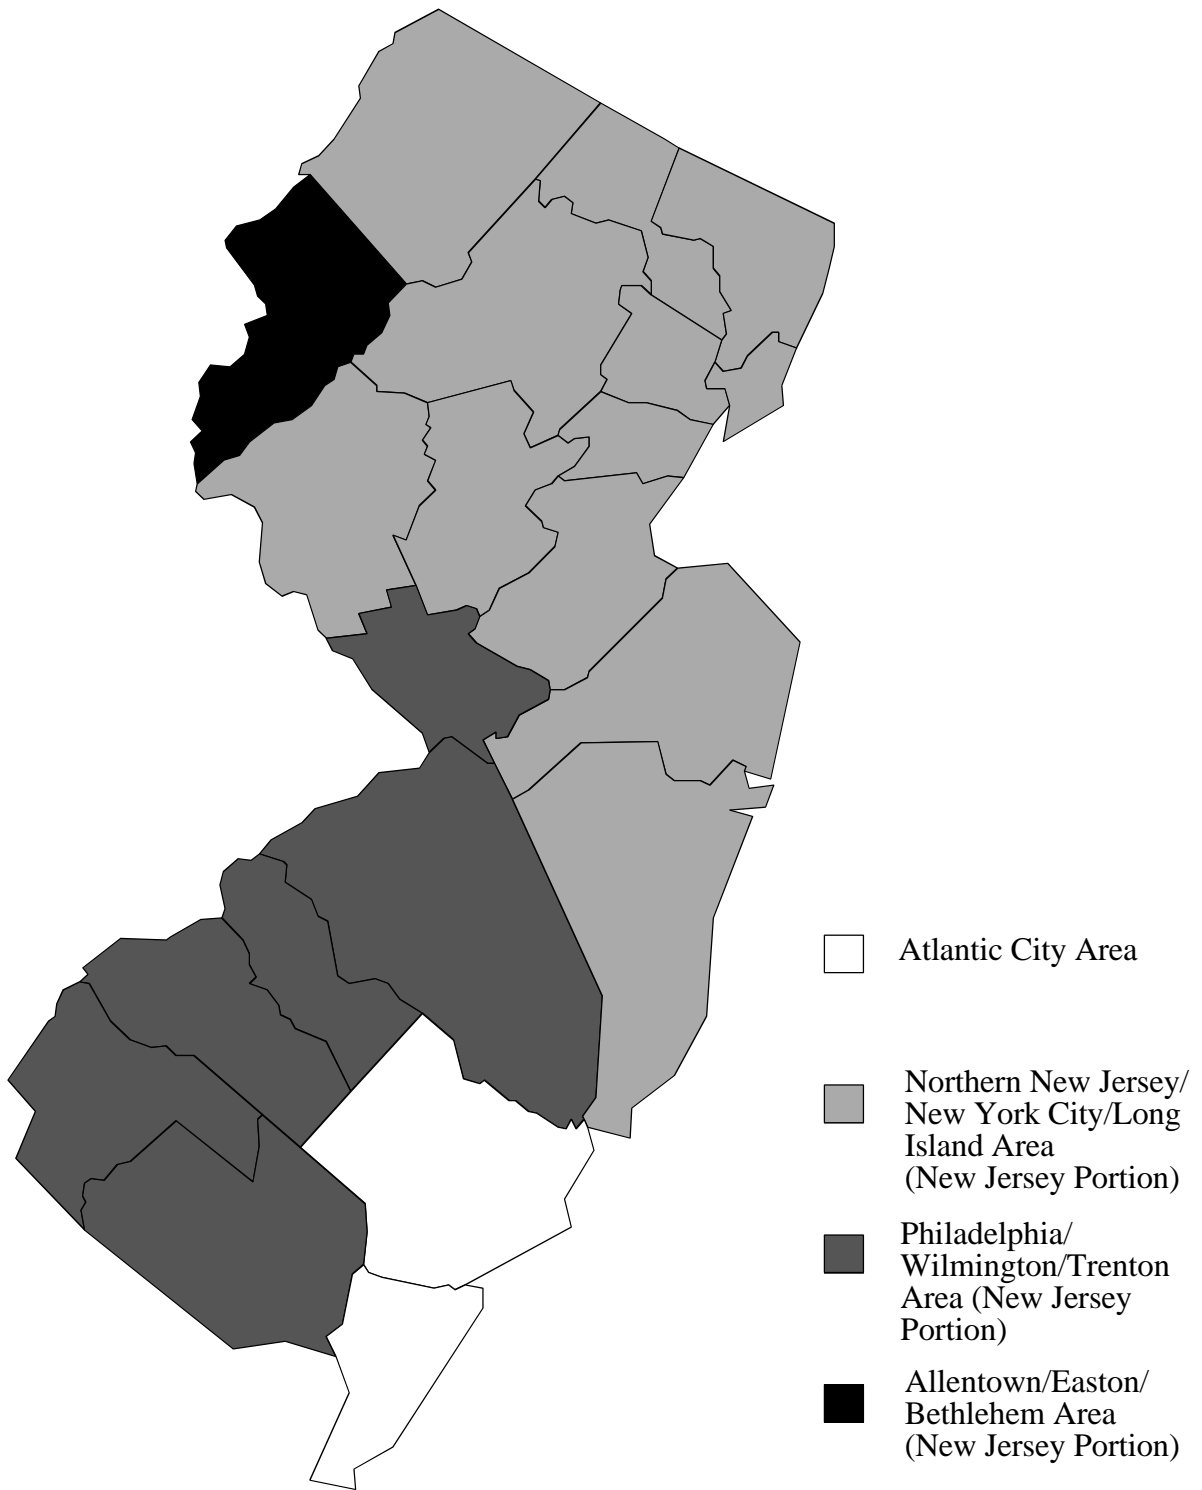 Atlantic City Area
Northern New Jersey/
New York City/Long
Island Area
(New Jersey Portion)
Philadelphia/
Wilmington/Trenton
Area (New Jersey
Portion)
Allentown/Easton/
Bethlehem Area
(New Jersey Portion)